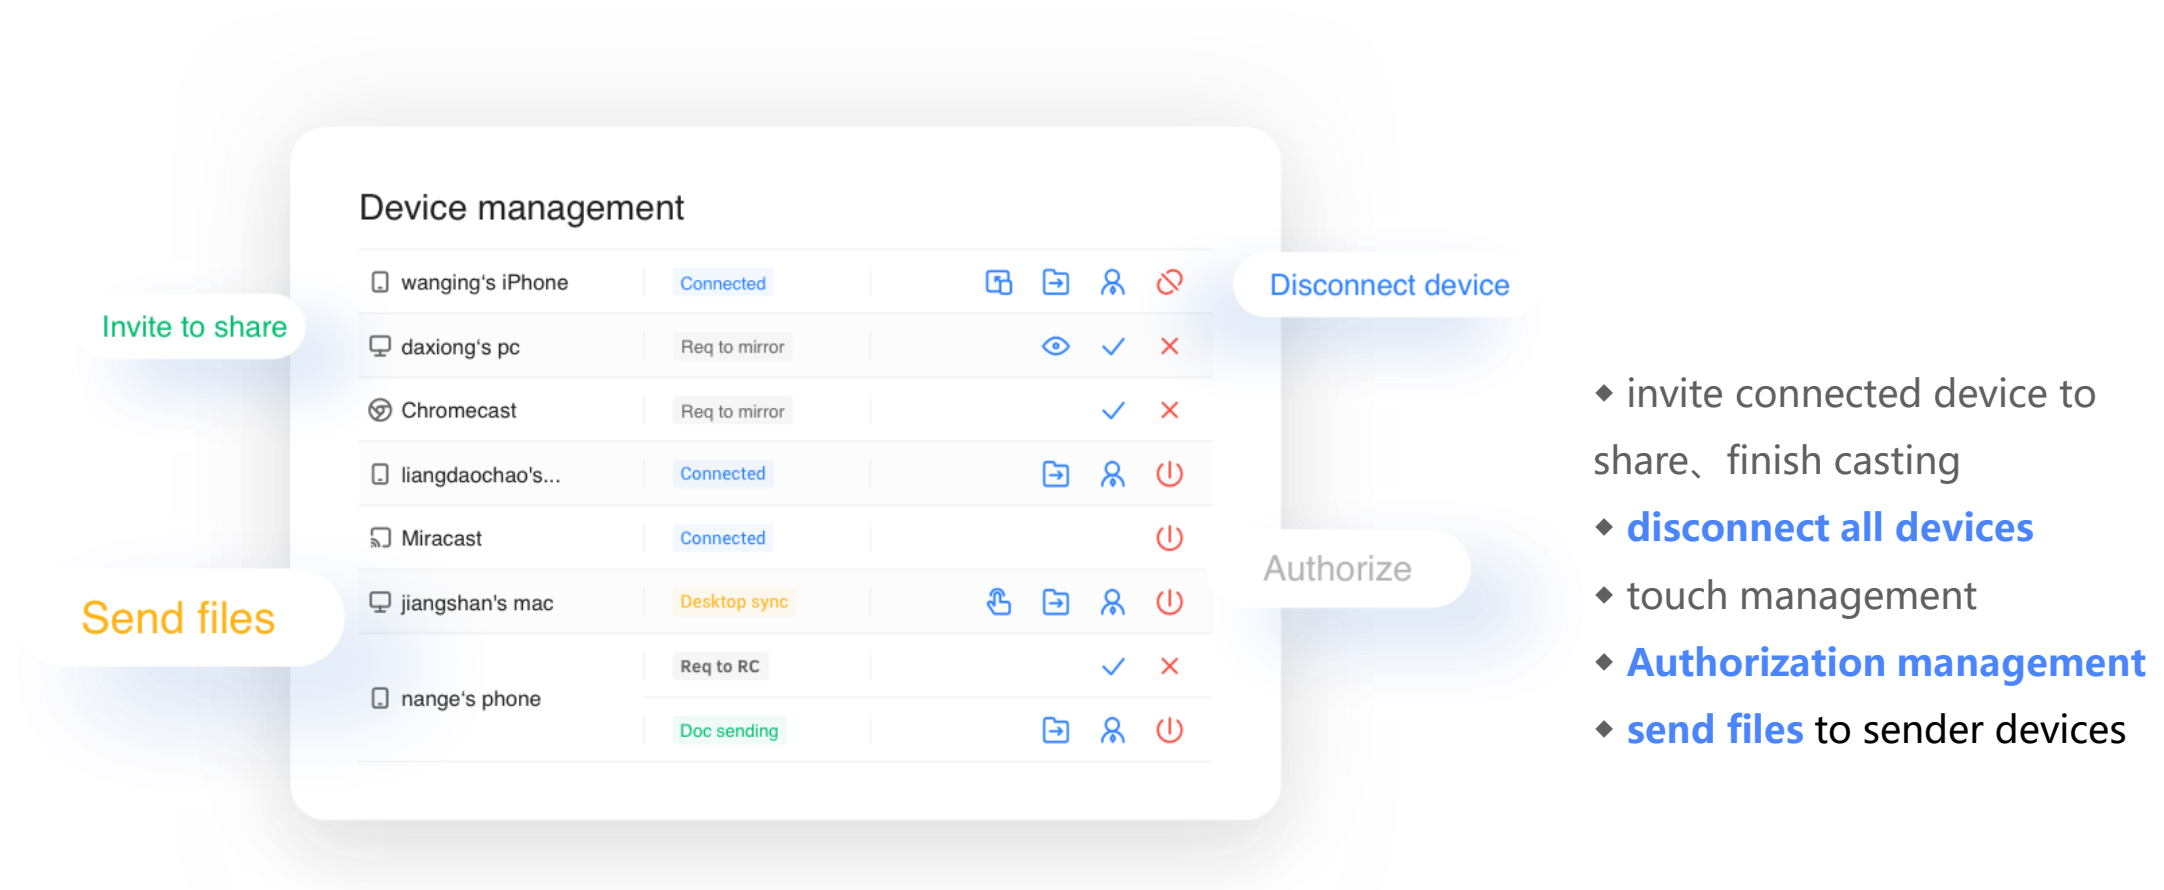 Device management
wanging‘s iPhone Connected
Disconnect device
Invite to share
daxiong‘s pc Req to mirror
Chromecast Req to mirror
liangdaochao's... Connected
Miracast Connected
Authorize
Send files
jiangshan's mac Desktop sync
Req to RC
nange‘s phone
Doc sending
◆ invite connected device to
share、finish casting
◆ disconnect all devices
◆ touch management
◆ Authorization management
◆ send files to sender devices